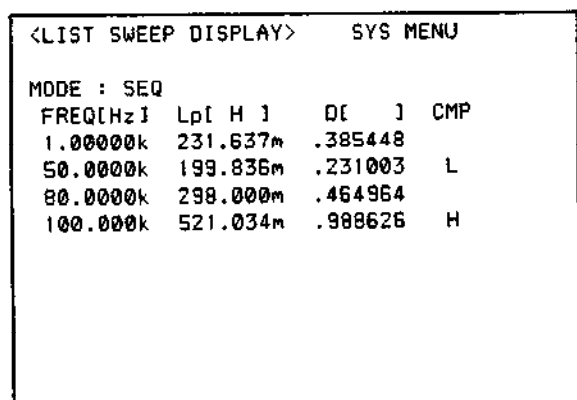 <LIST SWEEP DISPLAY> SYS MENU
MODE : SEQ
FREQ[Hz] Lp[ H ] D[ ] CMP
1.00000k 231.637m .385448
50.0000k 199.836m .231003 L
80.0000k 298.000m .464964
100.000k 521.034m .988626 H